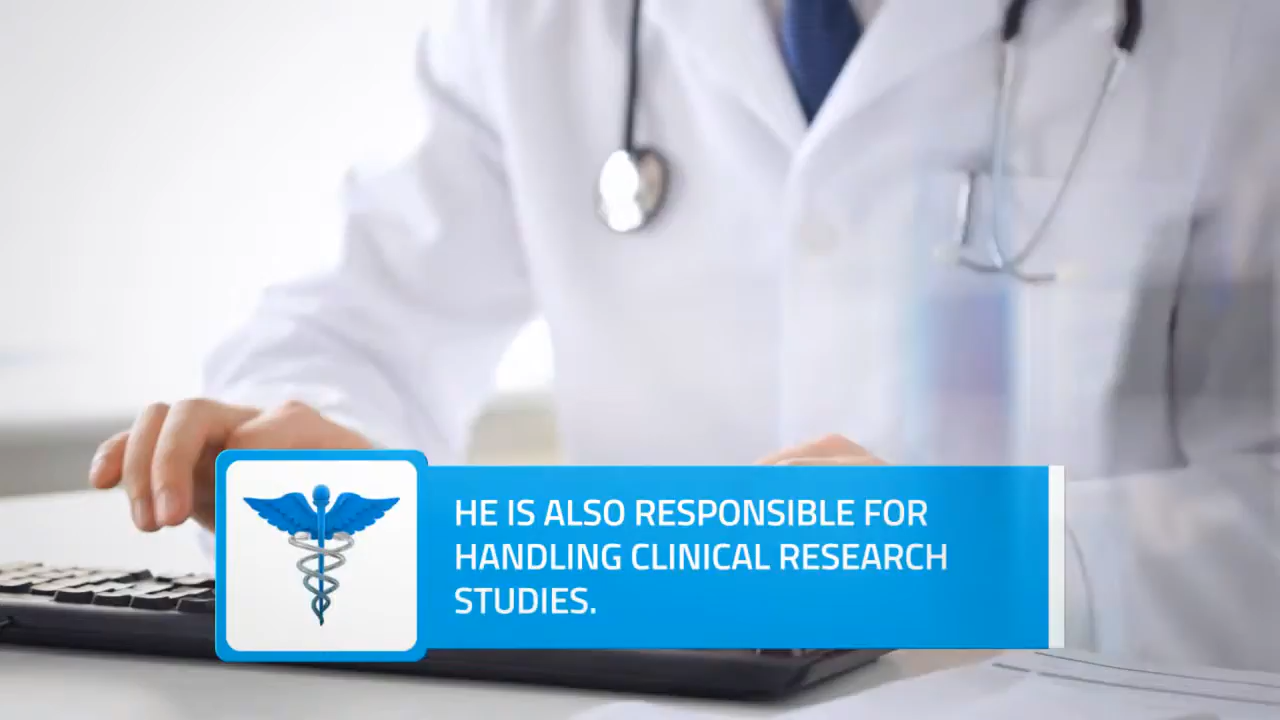 HE IS ALSO RESPONSIBLE FOR
HANDLING CLINICAL RESEARCH
STUDIES.